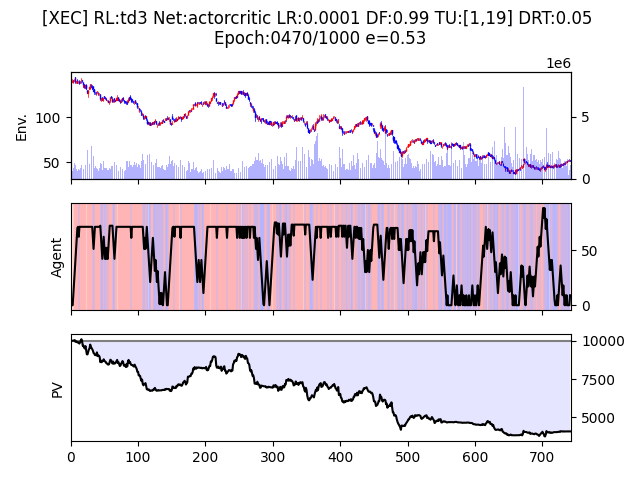 [XEC] RL:td3 Net:actorcritic LR:0.0001 DF:0.99 TU:[1,19] DRT:0.05
Epoch:0470/1000 e=0.53
1e6
Env.
100
50
5
0
Agent
50
0
PV
10000
7500
5000
0 100 200 300 400 500 600 700